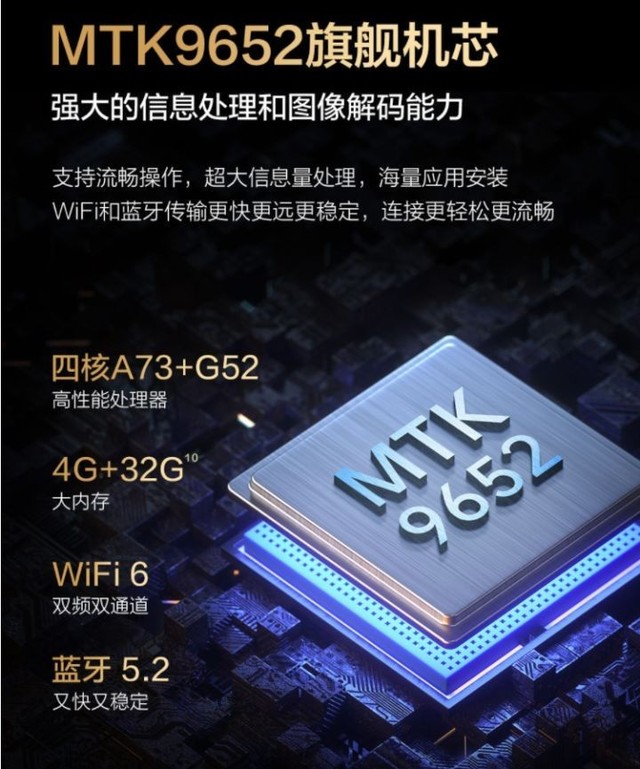 MTK9652旗舰机芯
强大的信息处理和图像解码能力
支持流畅操作，超大信息量处理，海量应用安装
WiFi和蓝牙传输更快更远更稳定，连接更轻松更流畅
四核A73+G52
高性能处理器
4G+32G¹⁰
大内存
WiFi 6
双频双通道
蓝牙 5.2
又快又稳定
MTK
9652